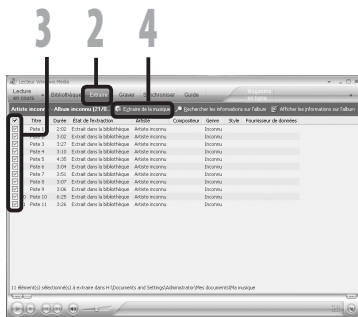 3 2 4
Lecteur Windows Media
Lecture en cours Bibliothèque Extraire Graver Synchroniser Guide Magasins en ligne
Artiste inconnu - Album inconnu (21/0... Extraire de la musique Rechercher les informations sur l'album Afficher les informations sur l'album
Titre Durée État de l'extraction Artiste Compositeur Genre Style Fournisseur de données
Piste 1 2:02 Extrait dans la bibliothèque Artiste inconnu Inconnu
Piste 2 3:02 Extrait dans la bibliothèque Artiste inconnu Inconnu
Piste 3 3:27 Extrait dans la bibliothèque Artiste inconnu Inconnu
Piste 4 3:10 Extrait dans la bibliothèque Artiste inconnu Inconnu
Piste 5 4:35 Extrait dans la bibliothèque Artiste inconnu Inconnu
Piste 6 3:04 Extrait dans la bibliothèque Artiste inconnu Inconnu
Piste 7 3:51 Extrait dans la bibliothèque Artiste inconnu Inconnu
Piste 8 3:07 Extrait dans la bibliothèque Artiste inconnu Inconnu
Piste 9 3:06 Extrait dans la bibliothèque Artiste inconnu Inconnu
Piste 10 6:25 Extrait dans la bibliothèque Artiste inconnu Inconnu
Piste 11 3:26 Extrait dans la bibliothèque Artiste inconnu Inconnu
11 élément(s) sélectionné(s) à extraire dans H:\Documents and Settings\Administrator\Mes documents\Ma musique